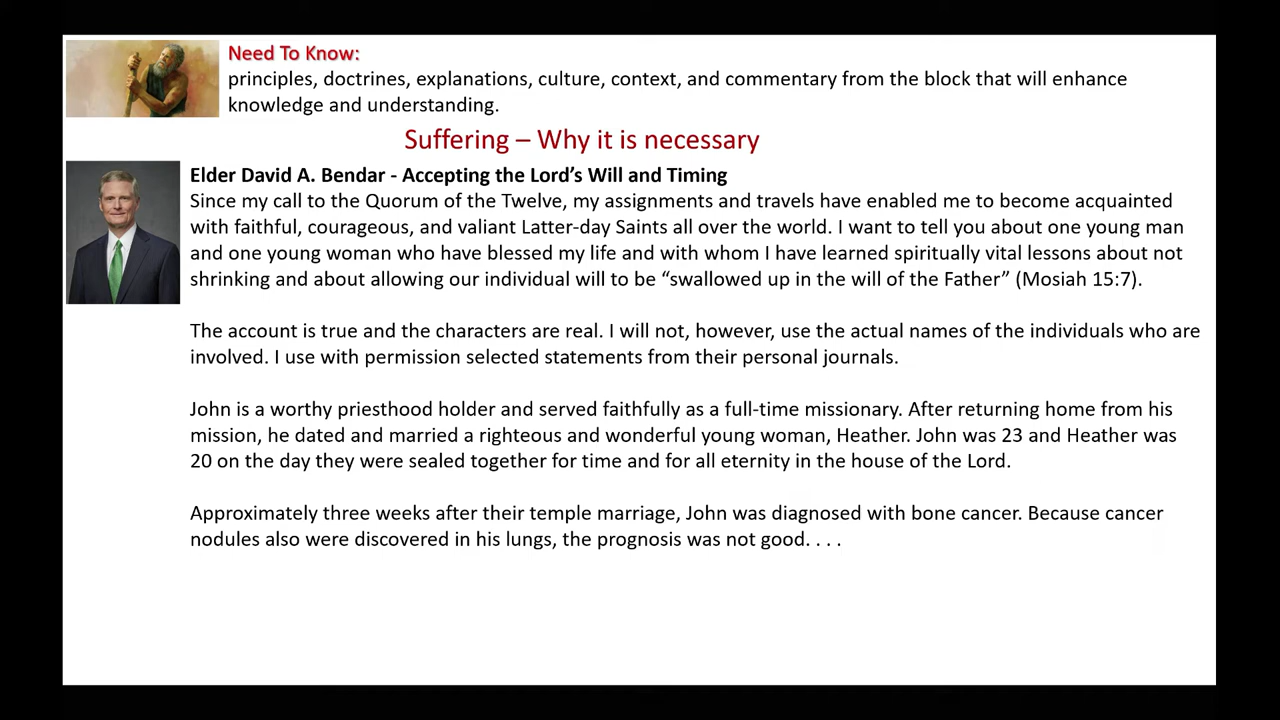 Need To Know:
principles, doctrines, explanations, culture, context, and commentary from the block that will enhance
knowledge and understanding.
Suffering – Why it is necessary
Elder David A. Bendar - Accepting the Lord’s Will and Timing
Since my call to the Quorum of the Twelve, my assignments and travels have enabled me to become acquainted
with faithful, courageous, and valiant Latter-day Saints all over the world. I want to tell you about one young man
and one young woman who have blessed my life and with whom I have learned spiritually vital lessons about not
shrinking and about allowing our individual will to be “swallowed up in the will of the Father” (Mosiah 15:7).
The account is true and the characters are real. I will not, however, use the actual names of the individuals who are
involved. I use with permission selected statements from their personal journals.
John is a worthy priesthood holder and served faithfully as a full-time missionary. After returning home from his
mission, he dated and married a righteous and wonderful young woman, Heather. John was 23 and Heather was
20 on the day they were sealed together for time and for all eternity in the house of the Lord.
Approximately three weeks after their temple marriage, John was diagnosed with bone cancer. Because cancer
nodules also were discovered in his lungs, the prognosis was not good. . . .